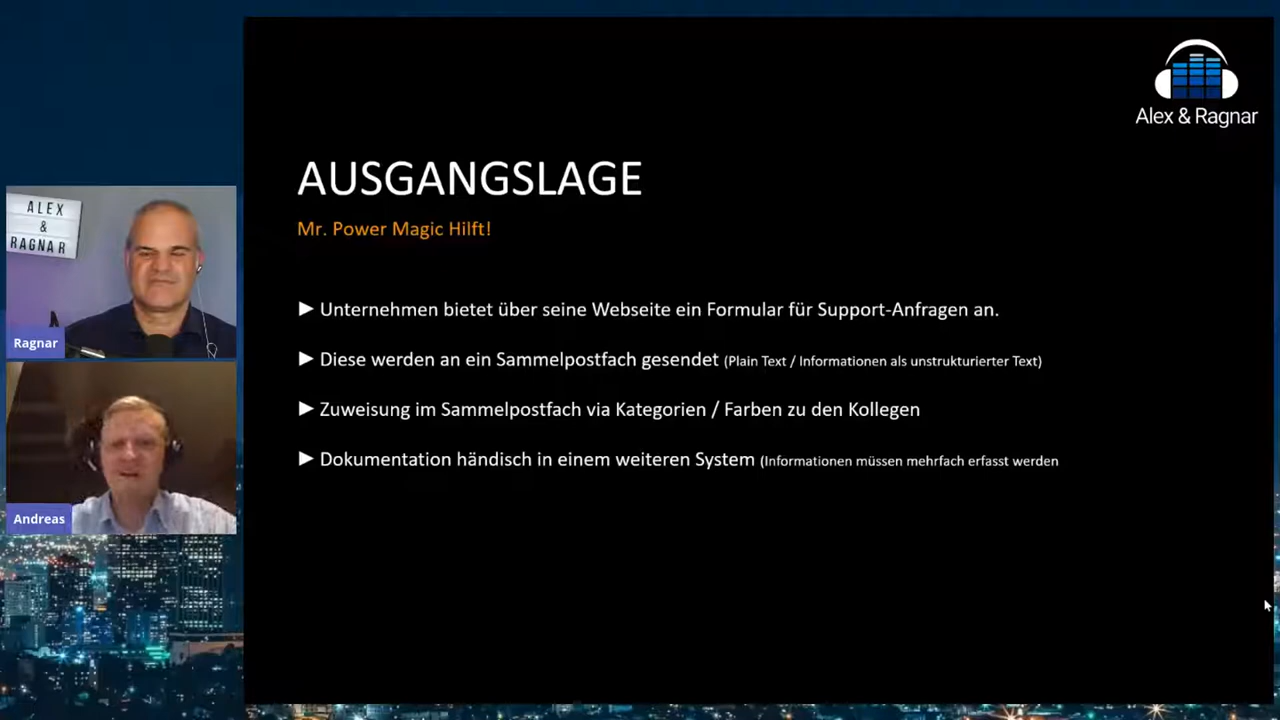 Alex & Ragnar
AUSGANGSLAGE
Mr. Power Magic Hilft!
► Unternehmen bietet über seine Webseite ein Formular für Support-Anfragen an.
► Diese werden an ein Sammelpostfach gesendet (Plain Text / Informationen als unstrukturierter Text)
► Zuweisung im Sammelpostfach via Kategorien / Farben zu den Kollegen
► Dokumentation händisch in einem weiteren System (Informationen müssen mehrfach erfasst werden
ALEX
&
RAGNAR
Ragnar
Andreas